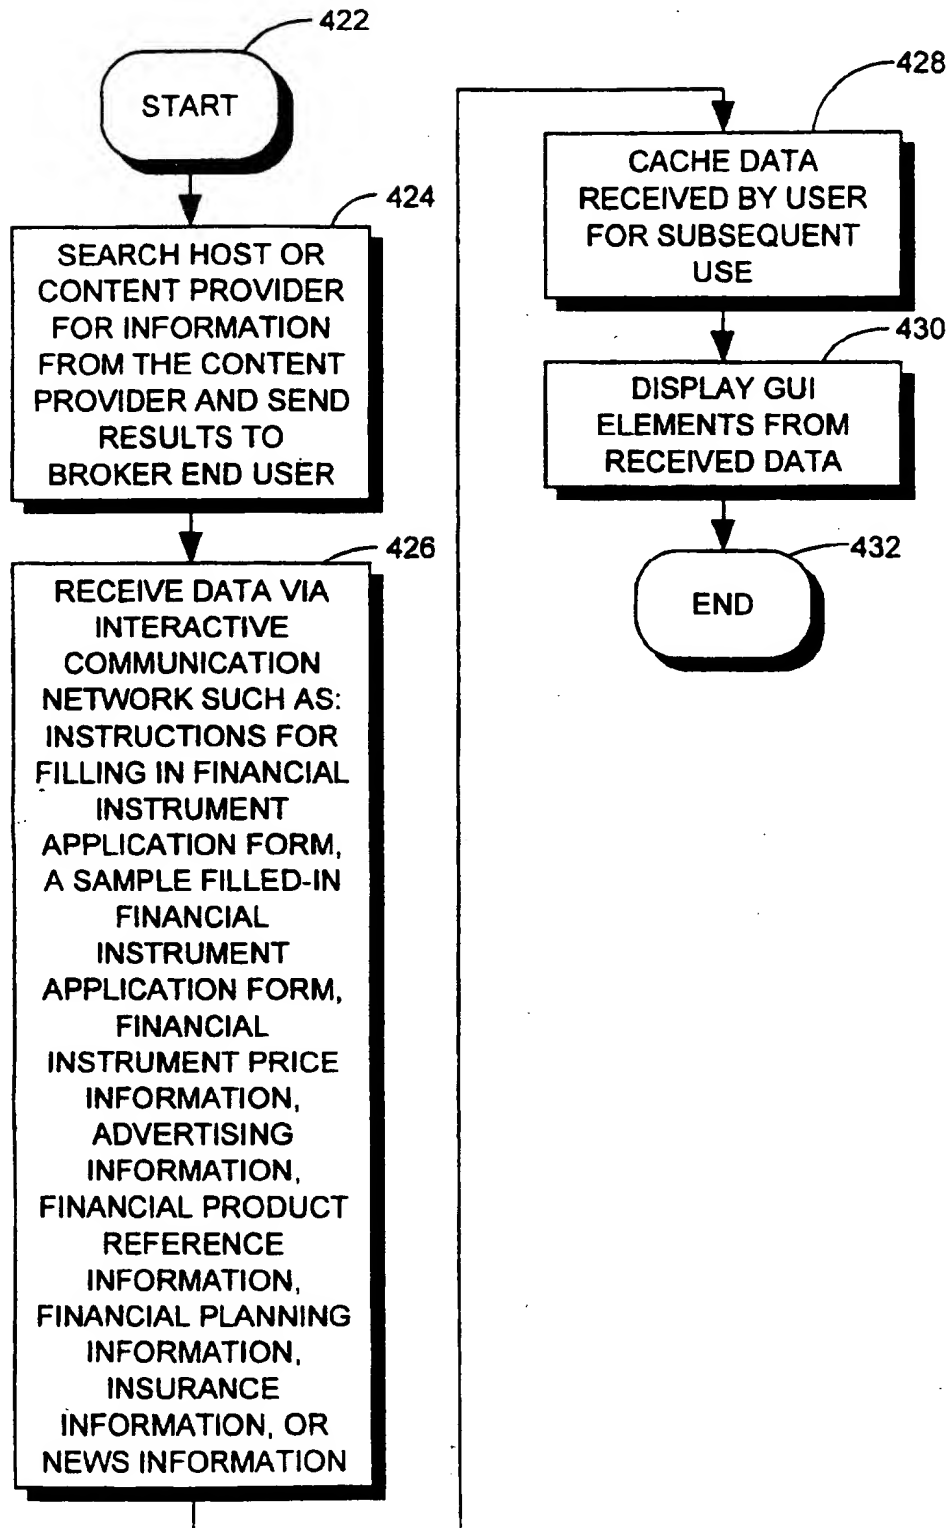 422
START
424
SEARCH HOST OR
CONTENT PROVIDER
FOR INFORMATION
FROM THE CONTENT
PROVIDER AND SEND
RESULTS TO
BROKER END USER
426
RECEIVE DATA VIA
INTERACTIVE
COMMUNICATION
NETWORK SUCH AS:
INSTRUCTIONS FOR
FILLING IN FINANCIAL
INSTRUMENT
APPLICATION FORM,
A SAMPLE FILLED-IN
FINANCIAL
INSTRUMENT
APPLICATION FORM,
FINANCIAL
INSTRUMENT PRICE
INFORMATION,
ADVERTISING
INFORMATION,
FINANCIAL PRODUCT
REFERENCE
INFORMATION,
FINANCIAL PLANNING
INFORMATION,
INSURANCE
INFORMATION, OR
NEWS INFORMATION
428
CACHE DATA
RECEIVED BY USER
FOR SUBSEQUENT
USE
430
DISPLAY GUI
ELEMENTS FROM
RECEIVED DATA
432
END